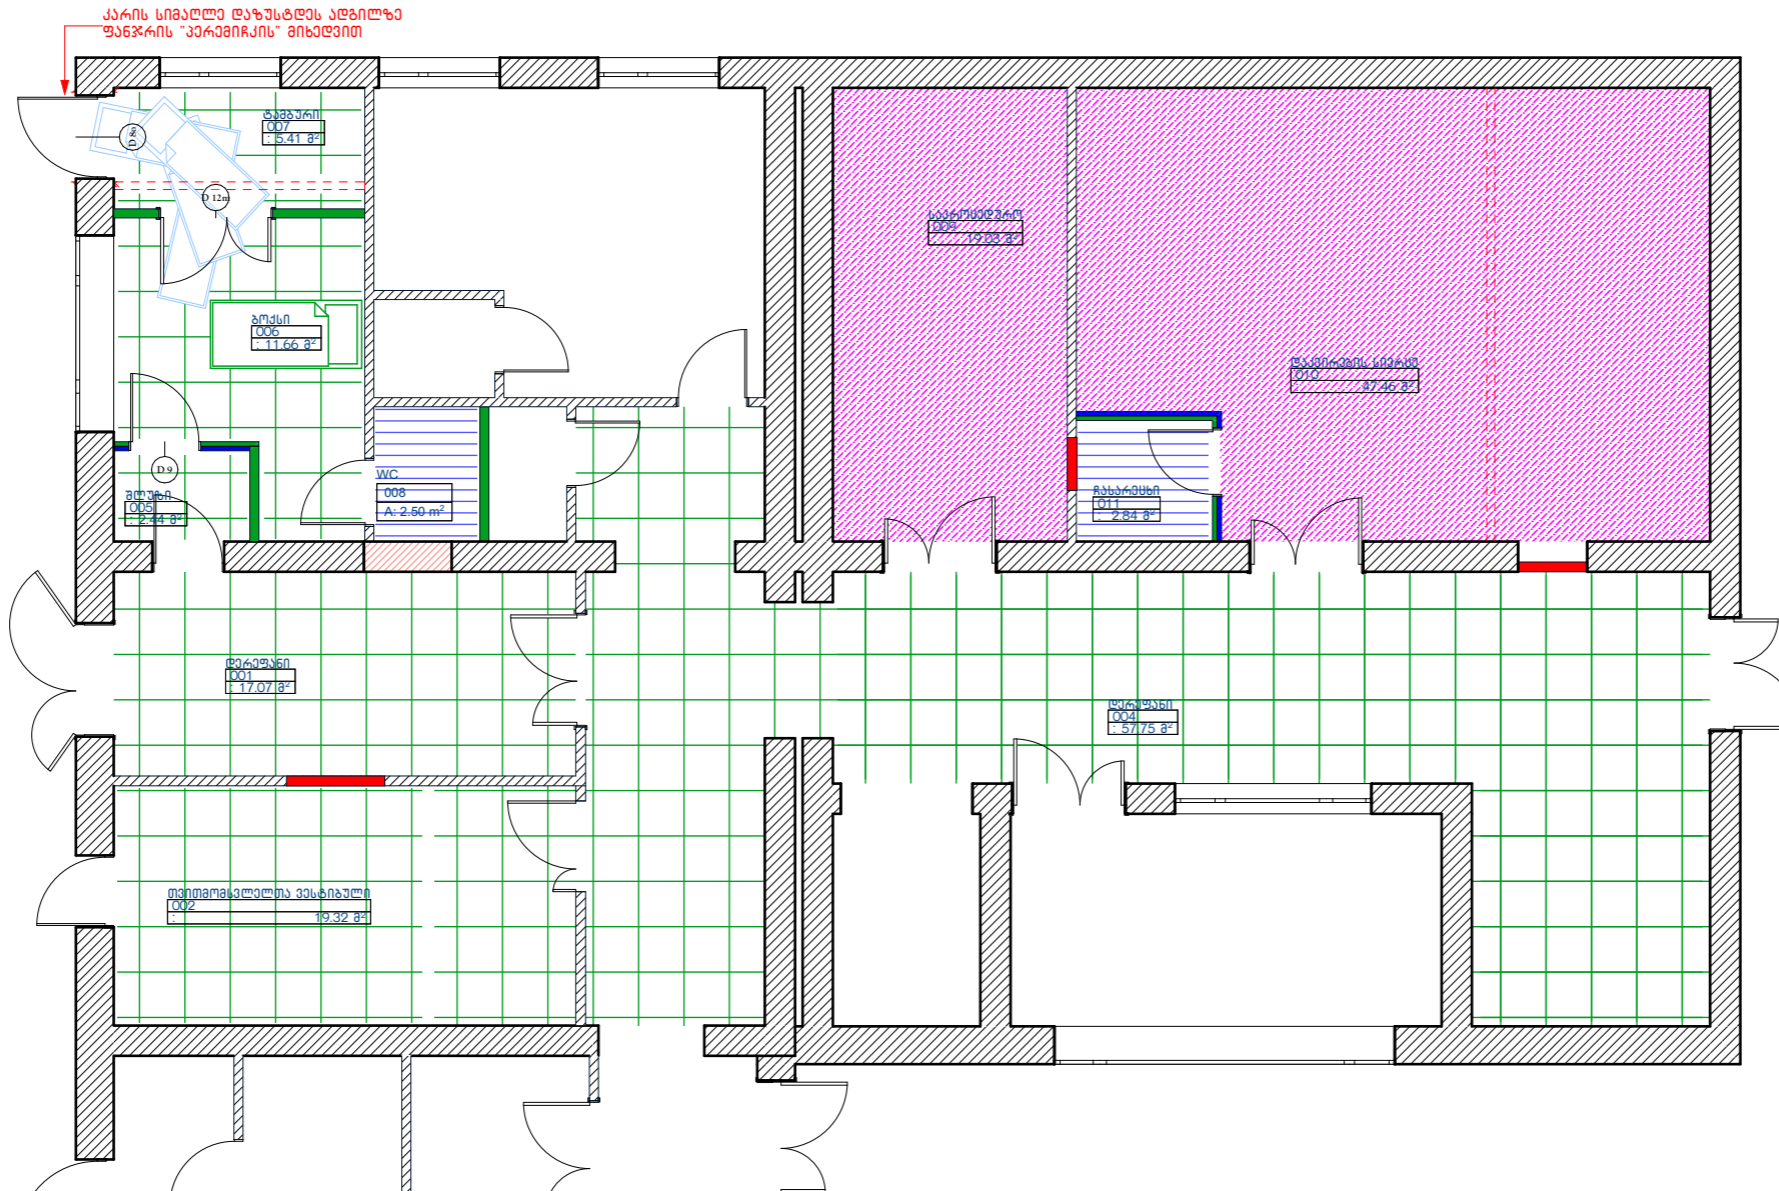 კარის სიმაღლე დაზუსტდეს ადგილზე
ფანჯრის "პერემიჩკის" მიხედვით
ტამბური
007
: 5.41 მ²
D 8a
D 12m
საპროცედურო
009
: 19.03 მ²
ბოქსი
006
: 11.66 მ²
დაკვირვების სივრცე
010
: 47.46 მ²
D 9
WC
008
A: 2.50 m²
შლუზი
005
: 2.44 მ²
ჩასარეცხი
011
: 2.84 მ²
დერეფანი
001
: 17.07 მ²
დერეფანი
004
: 57.75 მ²
თვითმომსვლელთა ვესტიბული
002
: 19.32 მ²